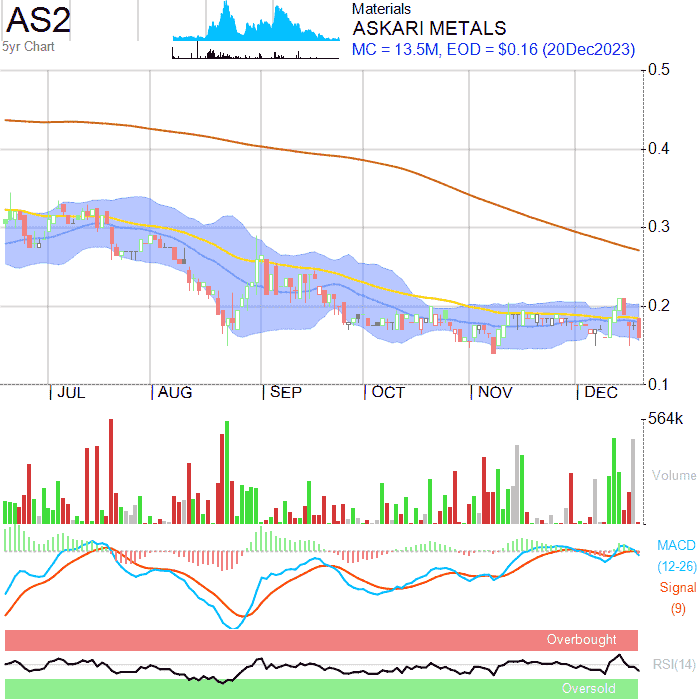 AS2
5yr Chart
Materials
ASKARI METALS
MC = 13.5M, EOD = $0.16 (20Dec2023)
0.5
0.4
0.3
0.2
0.1
JUL AUG SEP OCT NOV DEC
564k
Volume
MACD
(12-26)
Signal
(9)
Overbought
RSI(14)
Oversold